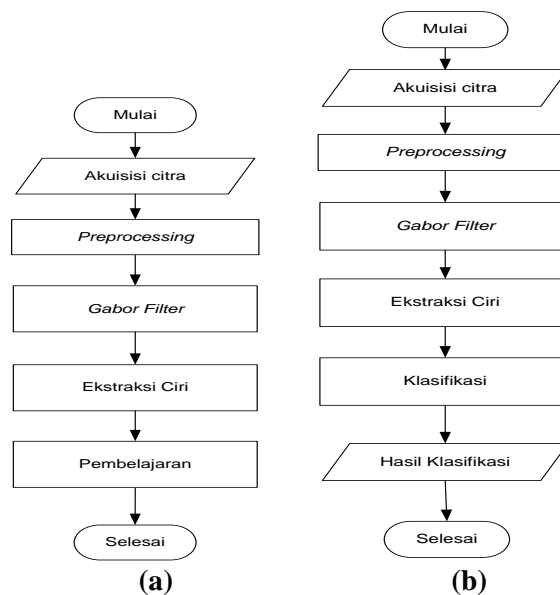 Mulai
Akuisisi citra
Preprocessing
Gabor Filter
Ekstraksi Ciri
Pembelajaran
Selesai
(a)
Mulai
Akuisisi citra
Preprocessing
Gabor Filter
Ekstraksi Ciri
Klasifikasi
Hasil Klasifikasi
Selesai
(b)